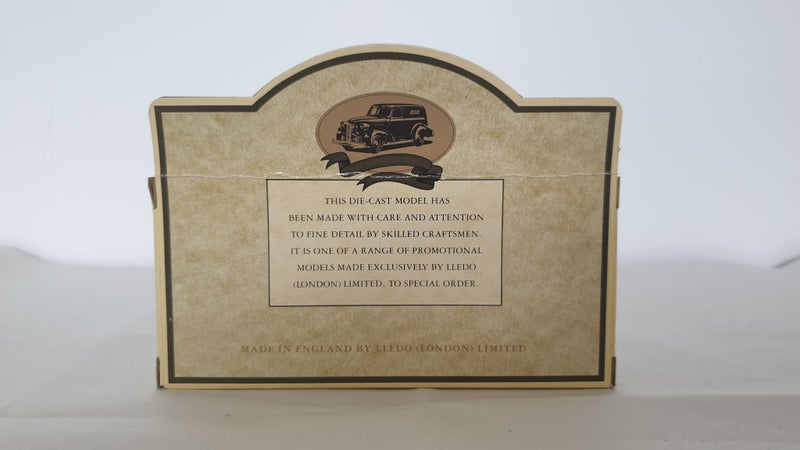 THIS DIE-CAST MODEL HAS
BEEN MADE WITH CARE AND ATTENTION
TO FINE DETAIL BY SKILLED CRAFTSMEN.
IT IS ONE OF A RANGE OF PROMOTIONAL
MODELS MADE EXCLUSIVELY BY LLEDO
(LONDON) LIMITED, TO SPECIAL ORDER
MADE IN ENGLAND BY LLEDO (LONDON) LIMITED